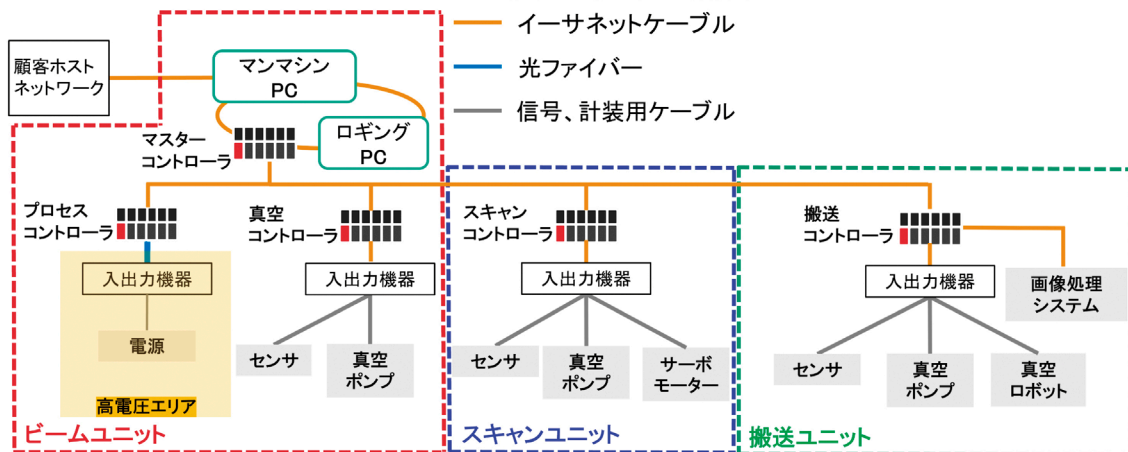 イーサネットケーブル
光ファイバー
信号、計装用ケーブル
顧客ホスト
ネットワーク
マンマシン
PC
ロギング
PC
マスター
コントローラ
プロセス
コントローラ
真空
コントローラ
スキャン
コントローラ
搬送
コントローラ
入出力機器
入出力機器
入出力機器
入出力機器
画像処理
システム
電源
センサ
真空
ポンプ
センサ
真空
ポンプ
サーボ
モーター
センサ
真空
ポンプ
真空
ロボット
高電圧エリア
ビームユニット
スキャンユニット
搬送ユニット